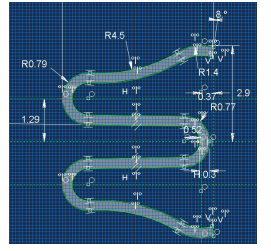 8°
R4.5
V V
R0.79
R1.4
H
0.37
2.9
R0.77
1.29
0.52
H
0.3
V
V